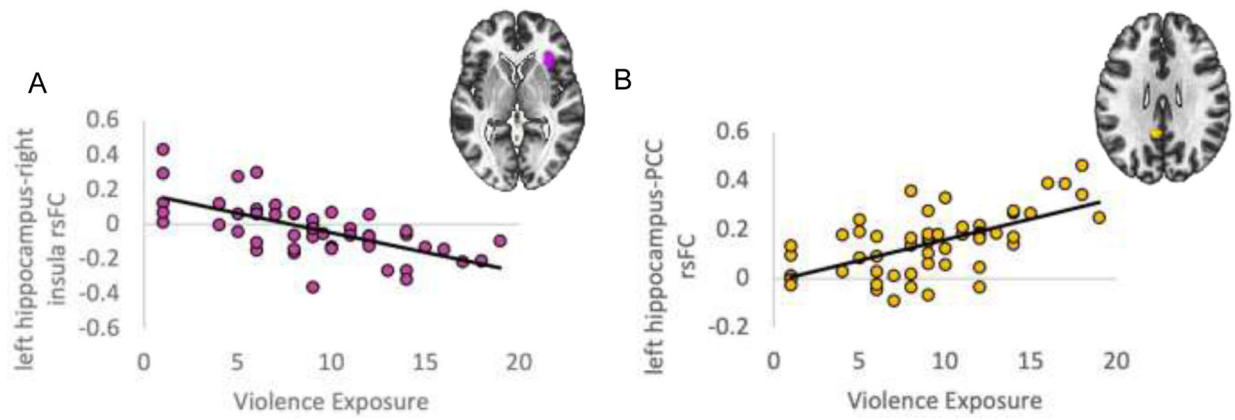 A
left hippocampus-right
insula rsFC
0.6
0.4
0.2
0
-0.2
-0.4
-0.6
0 5 10 15 20
Violence Exposure
B
left hippocampus-PCC
rsFC
0.6
0.4
0.2
0
-0.2
0 5 10 15 20
Violence Exposure